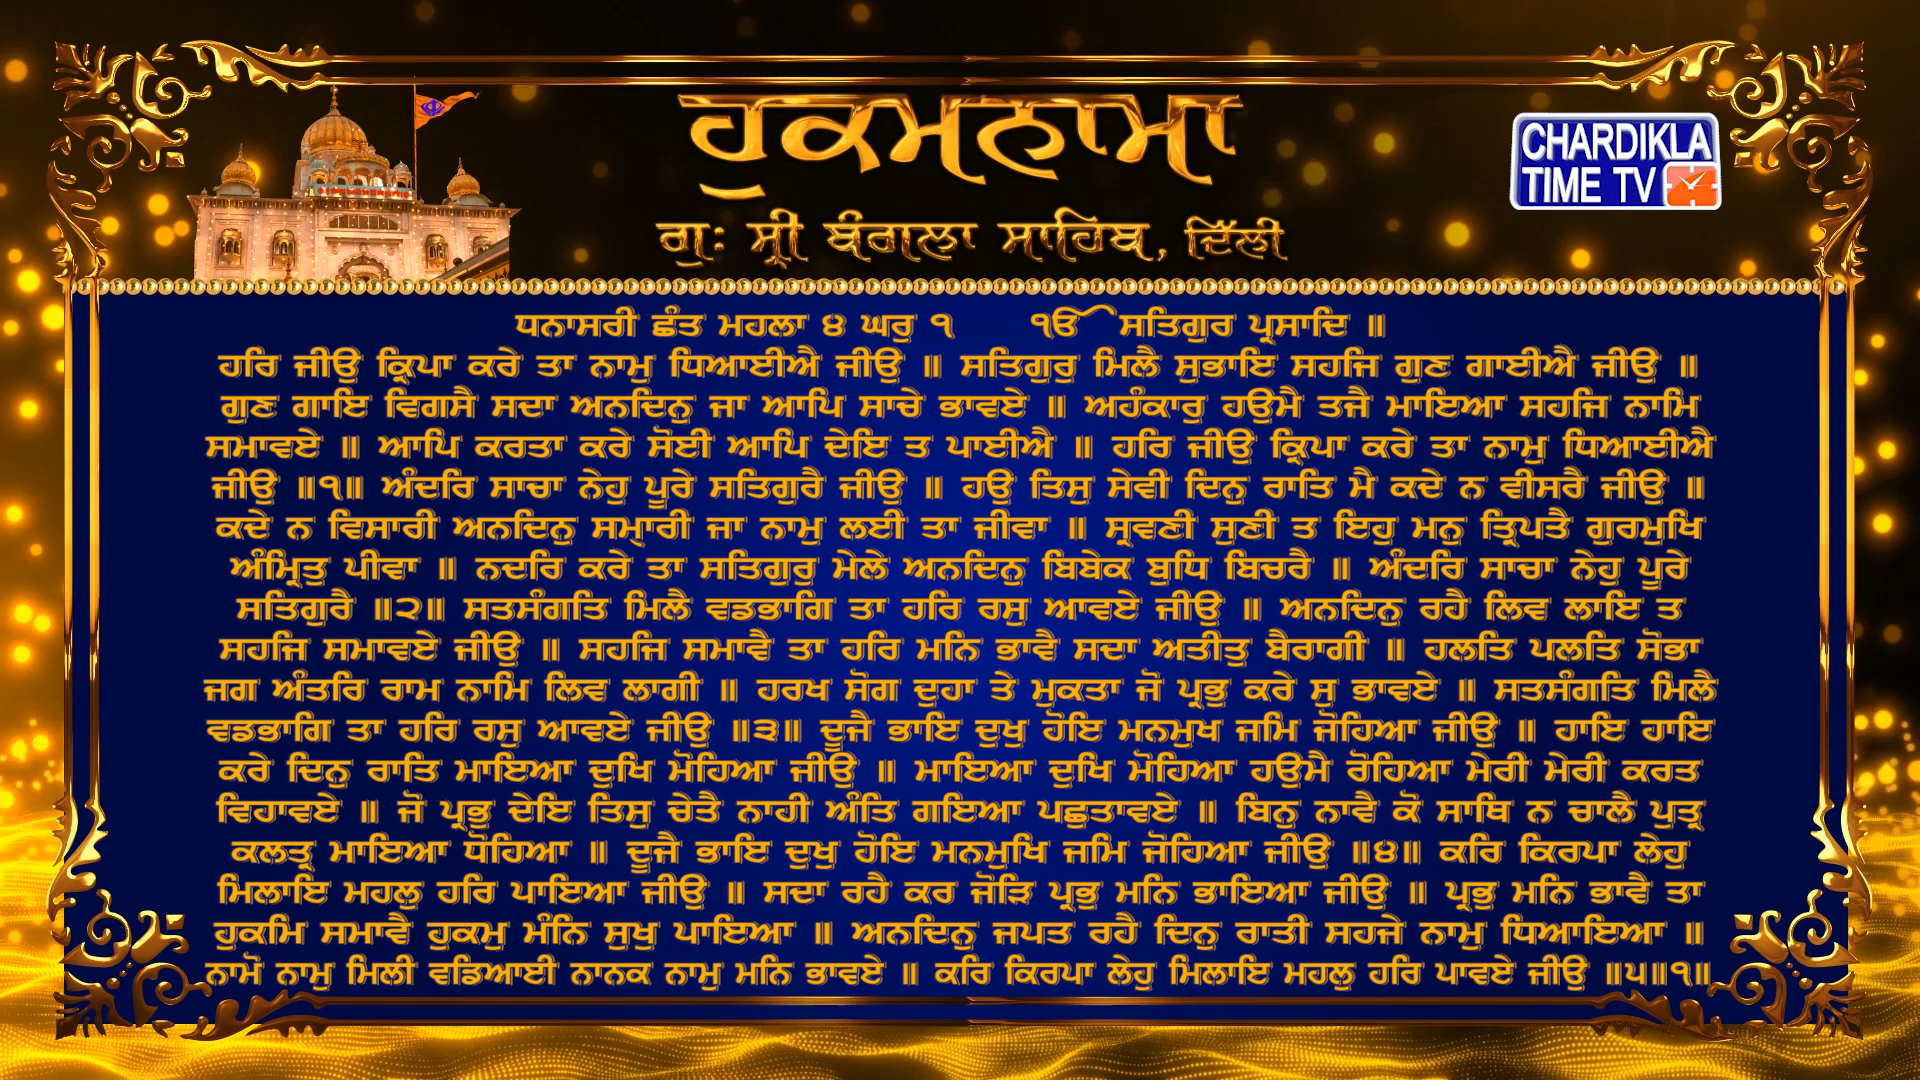 ਹੁਕਮਨਾਮਾ
ਗੁਃ ਸ੍ਰੀ ਬੰਗਲਾ ਸਾਹਿਬ, ਦਿੱਲੀ
CHARDIKLA
TIME TV
ਧਨਾਸਰੀ ਛੰਤ ਮਹਲਾ ੪ ਘਰੁ ੧ ੴ ਸਤਿਗੁਰ ਪ੍ਰਸਾਦਿ ॥
ਹਰਿ ਜੀਉ ਕ੍ਰਿਪਾ ਕਰੇ ਤਾ ਨਾਮੁ ਧਿਆਈਐ ਜੀਉ ॥ ਸਤਿਗੁਰੁ ਮਿਲੈ ਸੁਭਾਇ ਸਹਜਿ ਗੁਣ ਗਾਈਐ ਜੀਉ ॥
ਗੁਣ ਗਾਇ ਵਿਗਸੈ ਸਦਾ ਅਨਦਿਨੁ ਜਾ ਆਪਿ ਸਾਚੇ ਭਾਵਏ ॥ ਅਹੰਕਾਰੁ ਹਉਮੈ ਤਜੈ ਮਾਇਆ ਸਹਜਿ ਨਾਮਿ
ਸਮਾਵਏ ॥ ਆਪਿ ਕਰਤਾ ਕਰੇ ਸੋਈ ਆਪਿ ਦੇਇ ਤ ਪਾਈਐ ॥ ਹਰਿ ਜੀਉ ਕ੍ਰਿਪਾ ਕਰੇ ਤਾ ਨਾਮੁ ਧਿਆਈਐ
ਜੀਉ ॥੧॥ ਅੰਦਰਿ ਸਾਚਾ ਨੇਹੁ ਪੂਰੇ ਸਤਿਗੁਰੈ ਜੀਉ ॥ ਹਉ ਤਿਸੁ ਸੇਵੀ ਦਿਨੁ ਰਾਤਿ ਮੈ ਕਦੇ ਨ ਵੀਸਰੈ ਜੀਉ ॥
ਕਦੇ ਨ ਵਿਸਾਰੀ ਅਨਦਿਨੁ ਸਮ੍ਹਾਰੀ ਜਾ ਨਾਮੁ ਲਈ ਤਾ ਜੀਵਾ ॥ ਸ੍ਰਵਣੀ ਸੁਣੀ ਤ ਇਹੁ ਮਨੁ ਤ੍ਰਿਪਤੈ ਗੁਰਮੁਖਿ
ਅੰਮ੍ਰਿਤੁ ਪੀਵਾ ॥ ਨਦਰਿ ਕਰੇ ਤਾ ਸਤਿਗੁਰੁ ਮੇਲੇ ਅਨਦਿਨੁ ਬਿਬੇਕ ਬੁਧਿ ਬਿਚਰੈ ॥ ਅੰਦਰਿ ਸਾਚਾ ਨੇਹੁ ਪੂਰੇ
ਸਤਿਗੁਰੈ ॥੨॥ ਸਤਸੰਗਤਿ ਮਿਲੈ ਵਡਭਾਗਿ ਤਾ ਹਰਿ ਰਸੁ ਆਵਏ ਜੀਉ ॥ ਅਨਦਿਨੁ ਰਹੈ ਲਿਵ ਲਾਇ ਤ
ਸਹਜਿ ਸਮਾਵਏ ਜੀਉ ॥ ਸਹਜਿ ਸਮਾਵੈ ਤਾ ਹਰਿ ਮਨਿ ਭਾਵੈ ਸਦਾ ਅਤੀਤੁ ਬੈਰਾਗੀ ॥ ਹਲਤਿ ਪਲਤਿ ਸੋਭਾ
ਜਗ ਅੰਤਰਿ ਰਾਮ ਨਾਮਿ ਲਿਵ ਲਾਗੀ ॥ ਹਰਖ ਸੋਗ ਦੁਹਾ ਤੇ ਮੁਕਤਾ ਜੋ ਪ੍ਰਭੁ ਕਰੇ ਸੁ ਭਾਵਏ ॥ ਸਤਸੰਗਤਿ ਮਿਲੈ
ਵਡਭਾਗਿ ਤਾ ਹਰਿ ਰਸੁ ਆਵਏ ਜੀਉ ॥੩॥ ਦੂਜੈ ਭਾਇ ਦੁਖੁ ਹੋਇ ਮਨਮੁਖ ਜਮਿ ਜੋਹਿਆ ਜੀਉ ॥ ਹਾਇ ਹਾਇ
ਕਰੇ ਦਿਨੁ ਰਾਤਿ ਮਾਇਆ ਦੁਖਿ ਮੋਹਿਆ ਜੀਉ ॥ ਮਾਇਆ ਦੁਖਿ ਮੋਹਿਆ ਹਉਮੈ ਰੋਹਿਆ ਮੇਰੀ ਮੇਰੀ ਕਰਤ
ਵਿਹਾਵਏ ॥ ਜੋ ਪ੍ਰਭੁ ਦੇਇ ਤਿਸੁ ਚੇਤੈ ਨਾਹੀ ਅੰਤਿ ਗਇਆ ਪਛੁਤਾਵਏ ॥ ਬਿਨੁ ਨਾਵੈ ਕੋ ਸਾਥਿ ਨ ਚਾਲੈ ਪੁਤ੍ਰ
ਕਲਤ੍ਰ ਮਾਇਆ ਧੋਹਿਆ ॥ ਦੂਜੈ ਭਾਇ ਦੁਖੁ ਹੋਇ ਮਨਮੁਖਿ ਜਮਿ ਜੋਹਿਆ ਜੀਉ ॥੪॥ ਕਰਿ ਕਿਰਪਾ ਲੇਹੁ
ਮਿਲਾਇ ਮਹਲੁ ਹਰਿ ਪਾਇਆ ਜੀਉ ॥ ਸਦਾ ਰਹੈ ਕਰ ਜੋੜਿ ਪ੍ਰਭੁ ਮਨਿ ਭਾਇਆ ਜੀਉ ॥ ਪ੍ਰਭੁ ਮਨਿ ਭਾਵੈ ਤਾ
ਹੁਕਮਿ ਸਮਾਵੈ ਹੁਕਮੁ ਮੰਨਿ ਸੁਖੁ ਪਾਇਆ ॥ ਅਨਦਿਨੁ ਜਪਤ ਰਹੈ ਦਿਨੁ ਰਾਤੀ ਸਹਜੇ ਨਾਮੁ ਧਿਆਇਆ ॥
ਨਾਮੋ ਨਾਮੁ ਮਿਲੀ ਵਡਿਆਈ ਨਾਨਕ ਨਾਮੁ ਮਨਿ ਭਾਵਏ ॥ ਕਰਿ ਕਿਰਪਾ ਲੇਹੁ ਮਿਲਾਇ ਮਹਲੁ ਹਰਿ ਪਾਵਏ ਜੀਉ ॥੫॥੧॥